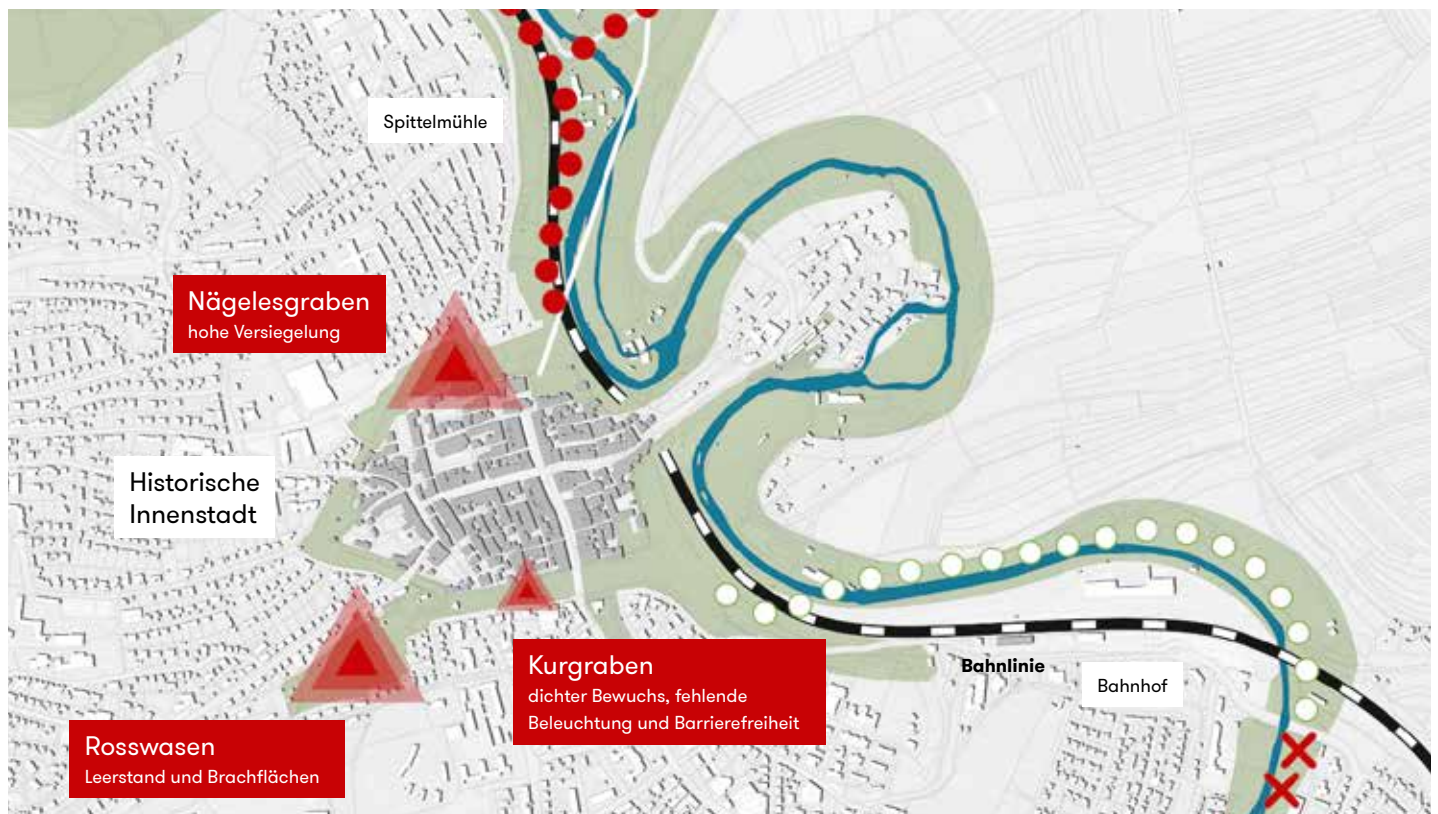 Spittelmühle
Nägelesgraben
hohe Versiegelung
Historische
Innenstadt
Kurgraben
dichter Bewuchs, fehlende
Beleuchtung und Barrierefreiheit
Bahnlinie
Bahnhof
Rosswasen
Leerstand und Brachflächen